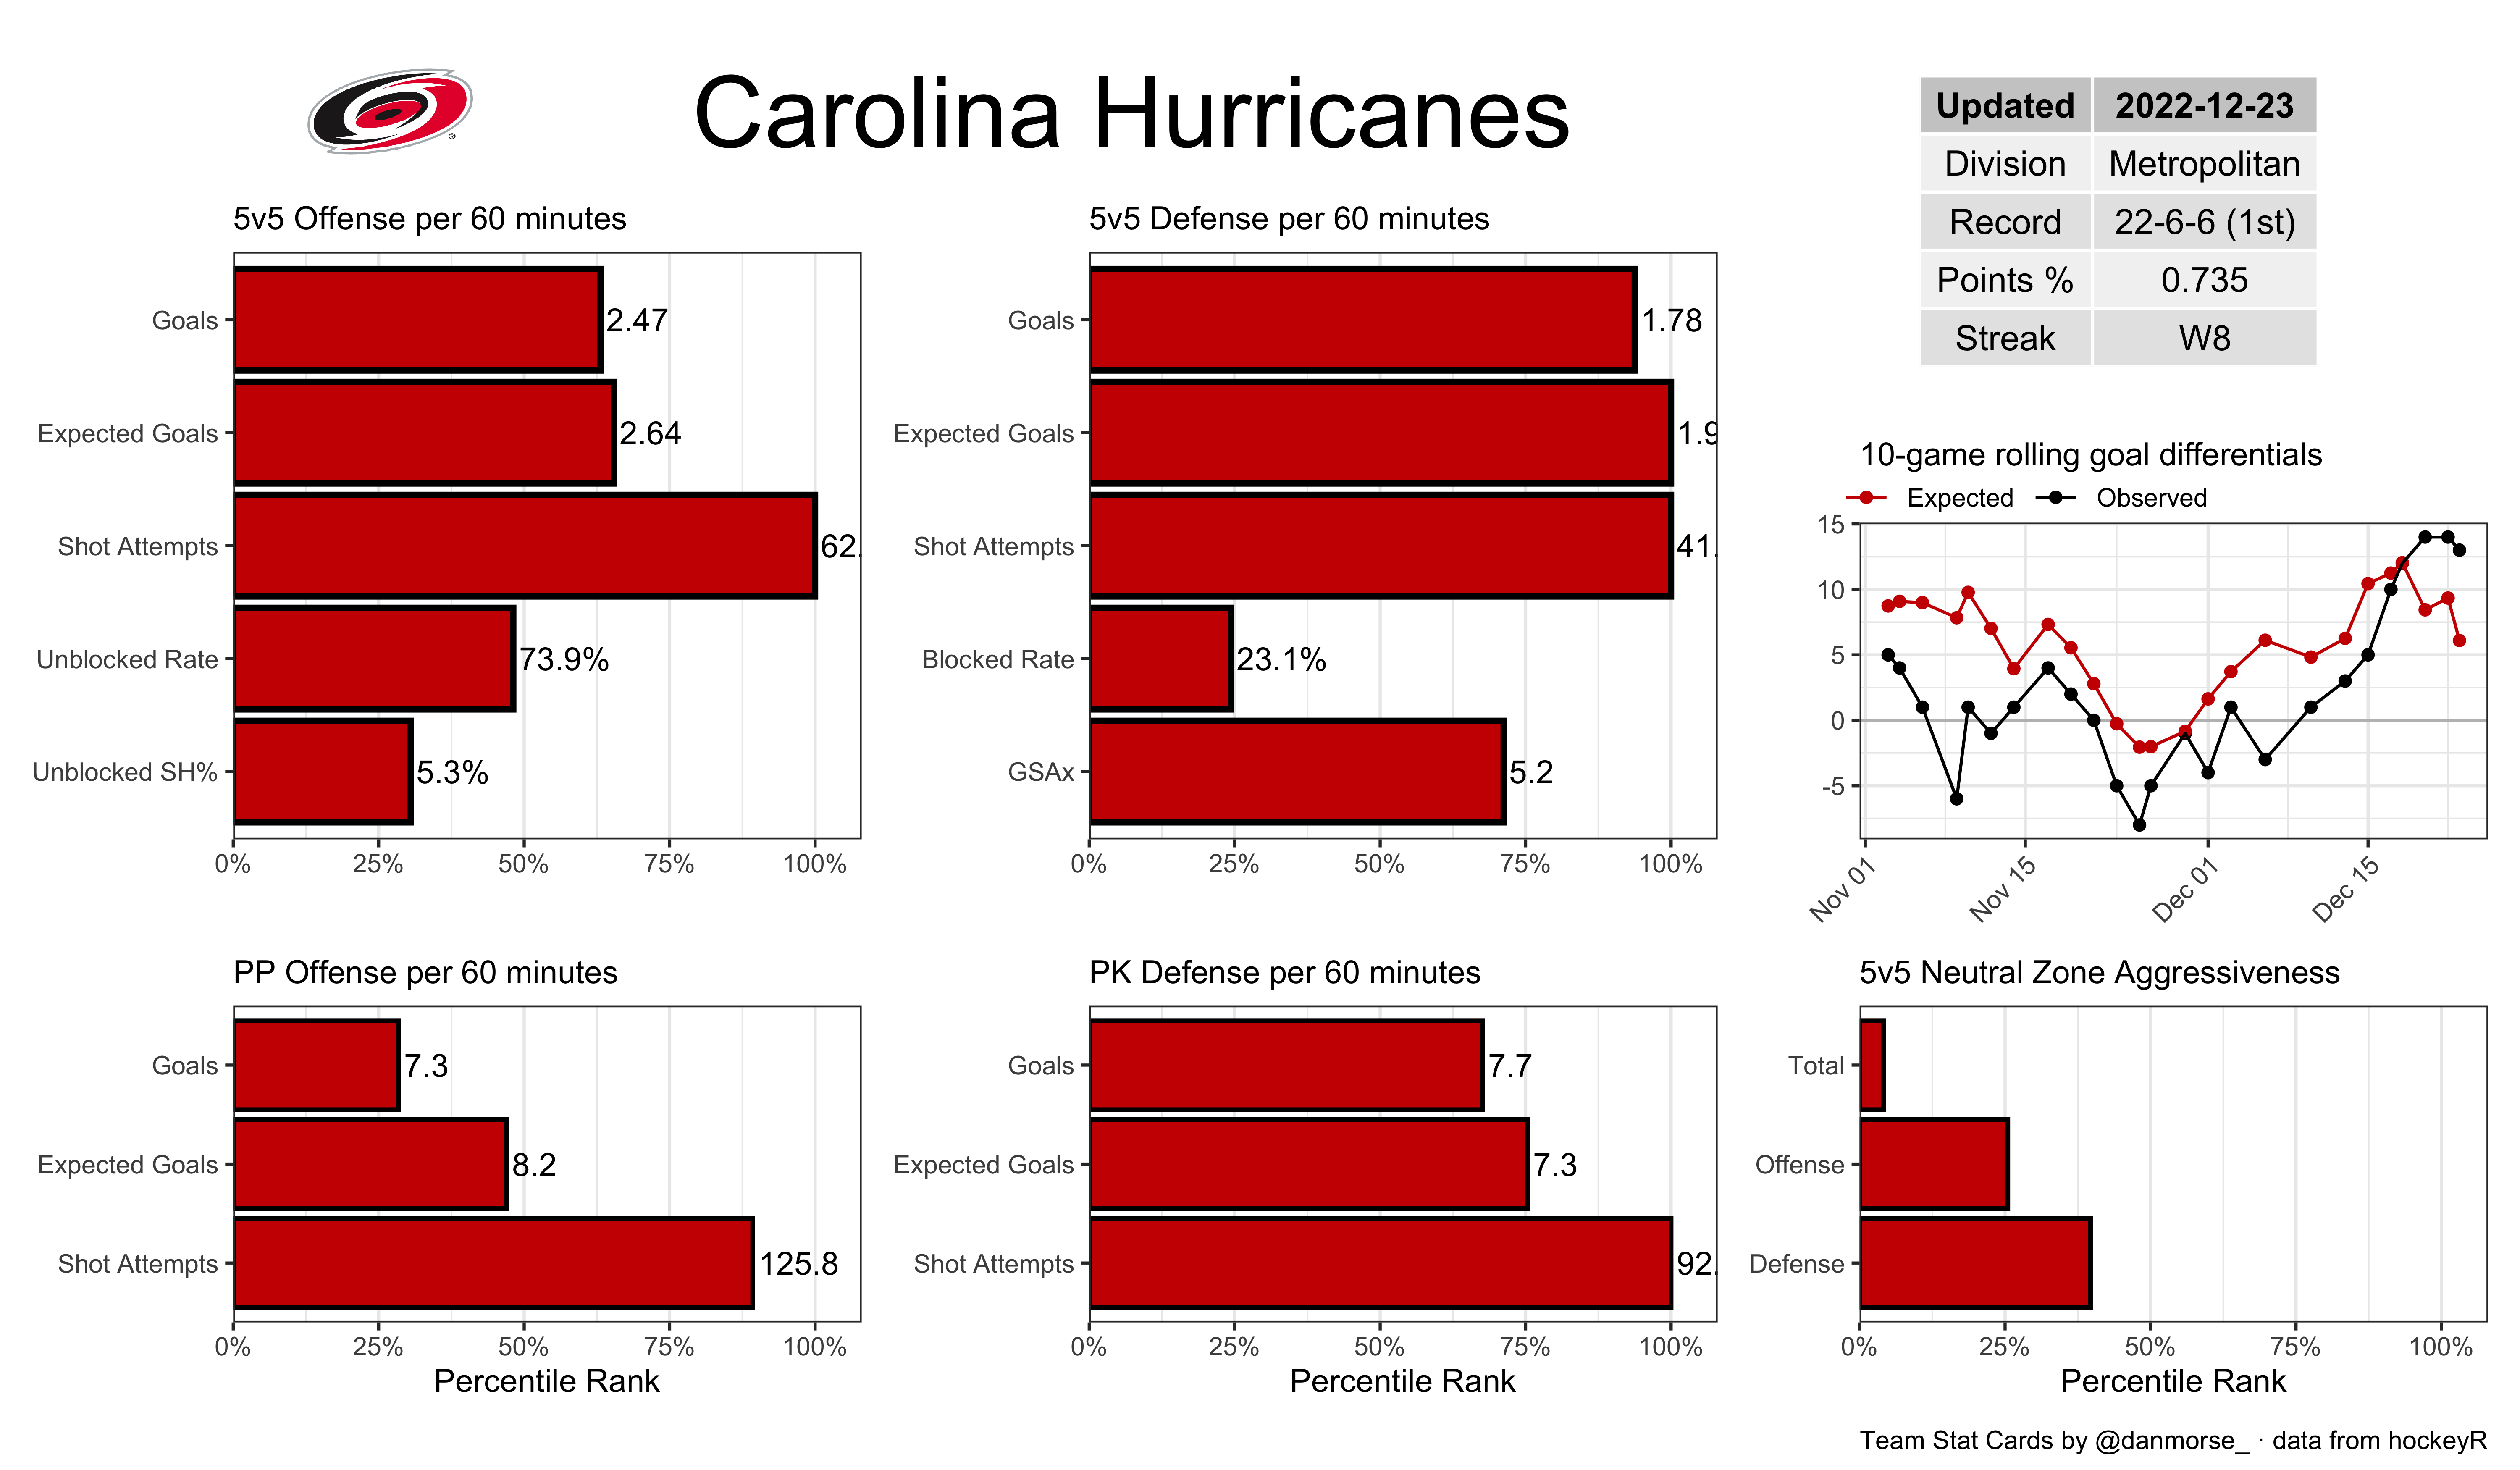 Carolina Hurricanes
Updated 2022-12-23
Division Metropolitan
Record 22-6-6 (1st)
Points % 0.735
Streak W8
5v5 Offense per 60 minutes
Goals 2.47
Expected Goals 2.64
Shot Attempts 62.
Unblocked Rate 73.9%
Unblocked SH% 5.3%
0% 25% 50% 75% 100%
5v5 Defense per 60 minutes
Goals 1.78
Expected Goals 1.9
Shot Attempts 41.
Blocked Rate 23.1%
GSAx 5.2
0% 25% 50% 75% 100%
10-game rolling goal differentials
Expected Observed
15
10
5
0
-5
Nov 01 Nov 15 Dec 01 Dec 15
PP Offense per 60 minutes
Goals 7.3
Expected Goals 8.2
Shot Attempts 125.8
0% 25% 50% 75% 100%
Percentile Rank
PK Defense per 60 minutes
Goals 7.7
Expected Goals 7.3
Shot Attempts 92.
0% 25% 50% 75% 100%
Percentile Rank
5v5 Neutral Zone Aggressiveness
Total
Offense
Defense
0% 25% 50% 75% 100%
Percentile Rank
Team Stat Cards by @danmorse_ · data from hockeyR